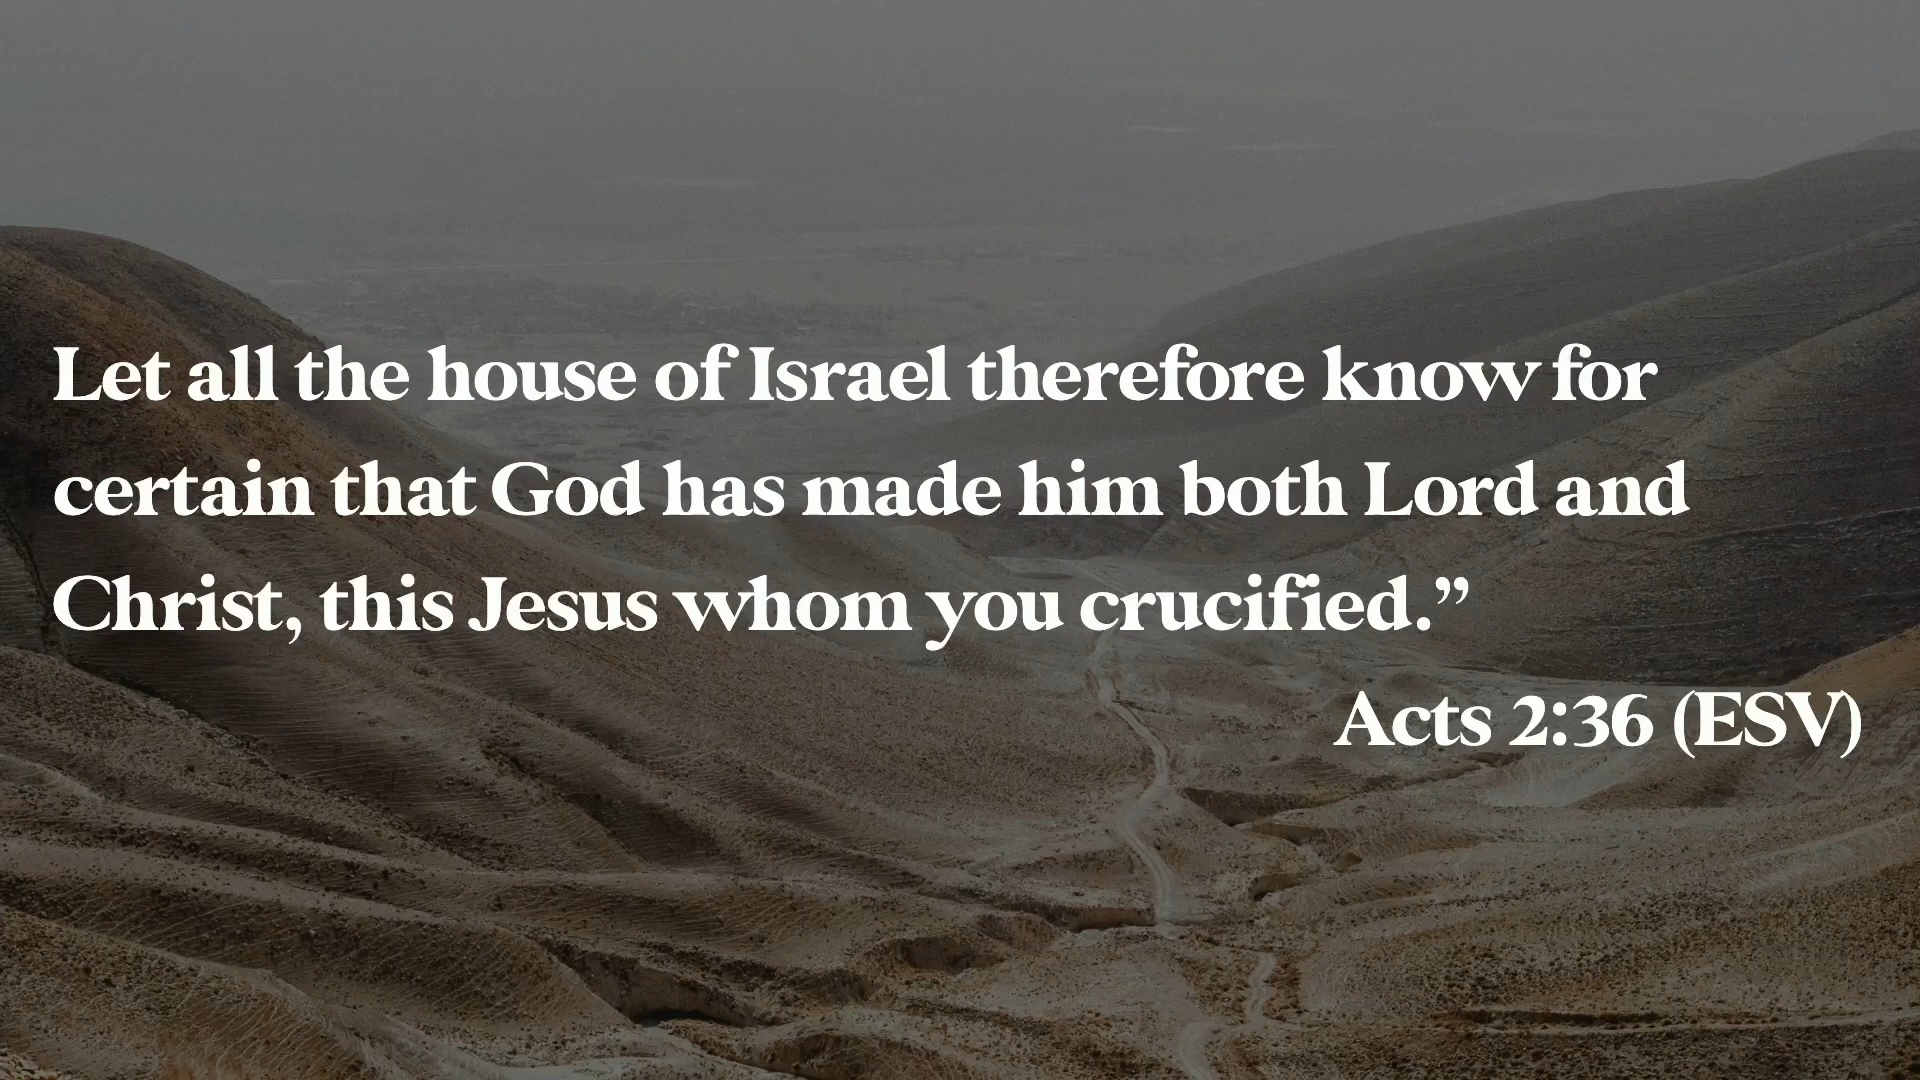 Let all the house of Israel therefore know for
certain that God has made him both Lord and
Christ, this Jesus whom you crucified.”
Acts 2:36 (ESV)